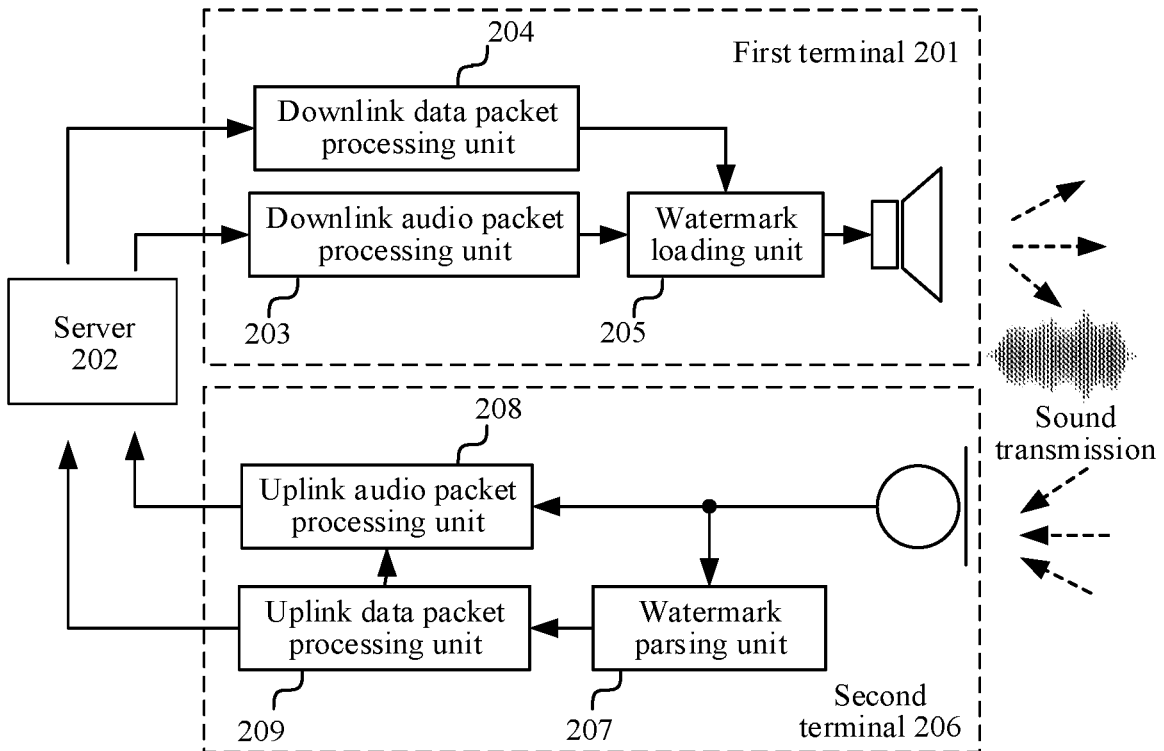 204
First terminal 201
Downlink data packet
processing unit
Downlink audio packet
processing unit
Watermark
loading unit
203
205
Server
202
208
Sound
transmission
Uplink audio packet
processing unit
Uplink data packet
processing unit
Watermark
parsing unit
209
207
Second
terminal 206